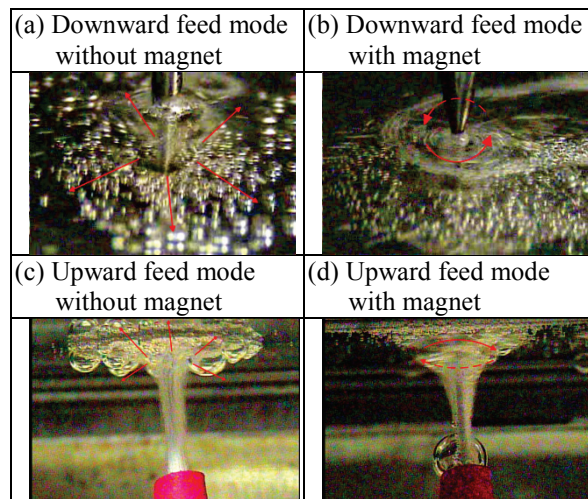 (a) Downward feed mode
without magnet
(b) Downward feed mode
with magnet
(c) Upward feed mode
without magnet
(d) Upward feed mode
with magnet